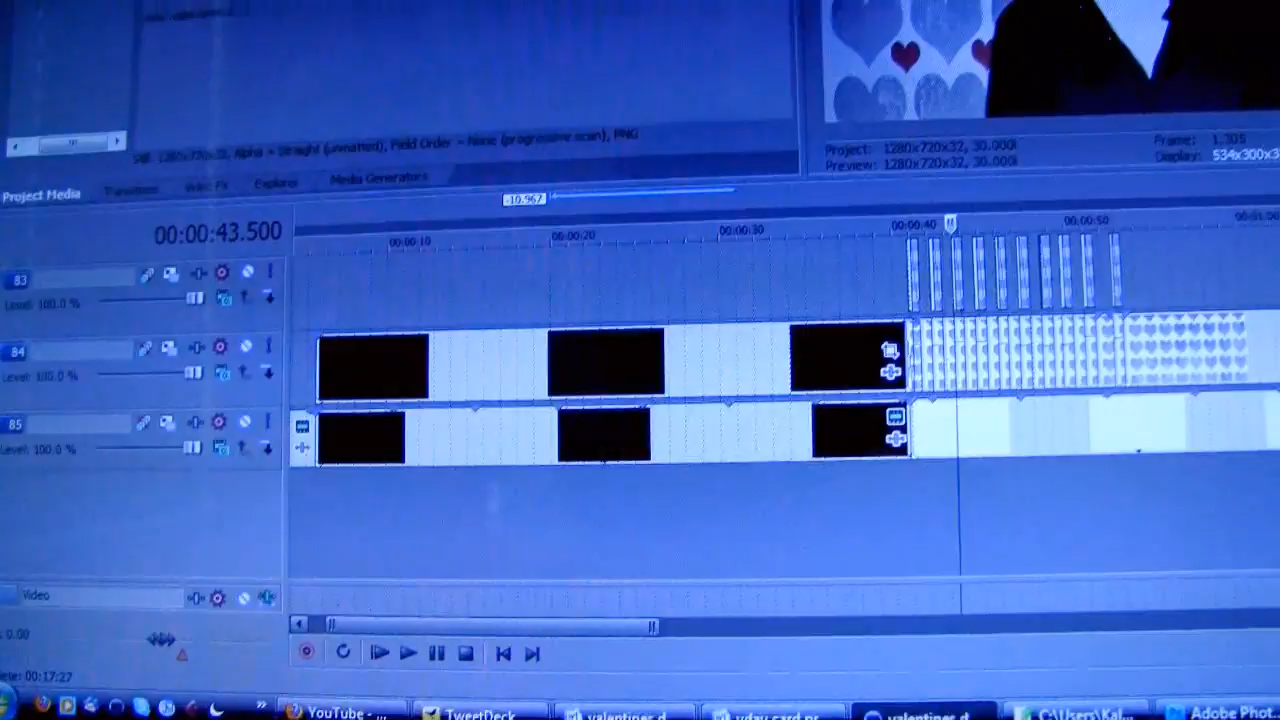 Still, 1280x720x32, Alpha = Straight (unmatted), Field Order = None (progressive scan), PNG
Project: 1280x720x32, 30.000i
Preview: 1280x720x32, 30.000i
Frame: 1,305
Display: 534x300x3
Project Media Transitions Video FX Explorer Media Generators
-10.967
00:00:43.500
00:00:10 00:00:20 00:00:30 00:00:40 00:00:50 00:01:00
83
Level: 100.0 %
84
Level: 100.0 %
85
Level: 100.0 %
Video
: 0.00
00:17:27
YouTube - ... TweetDeck valentines d... vday card pr... valentines d... C:\Users\Kal... Adobe Phot